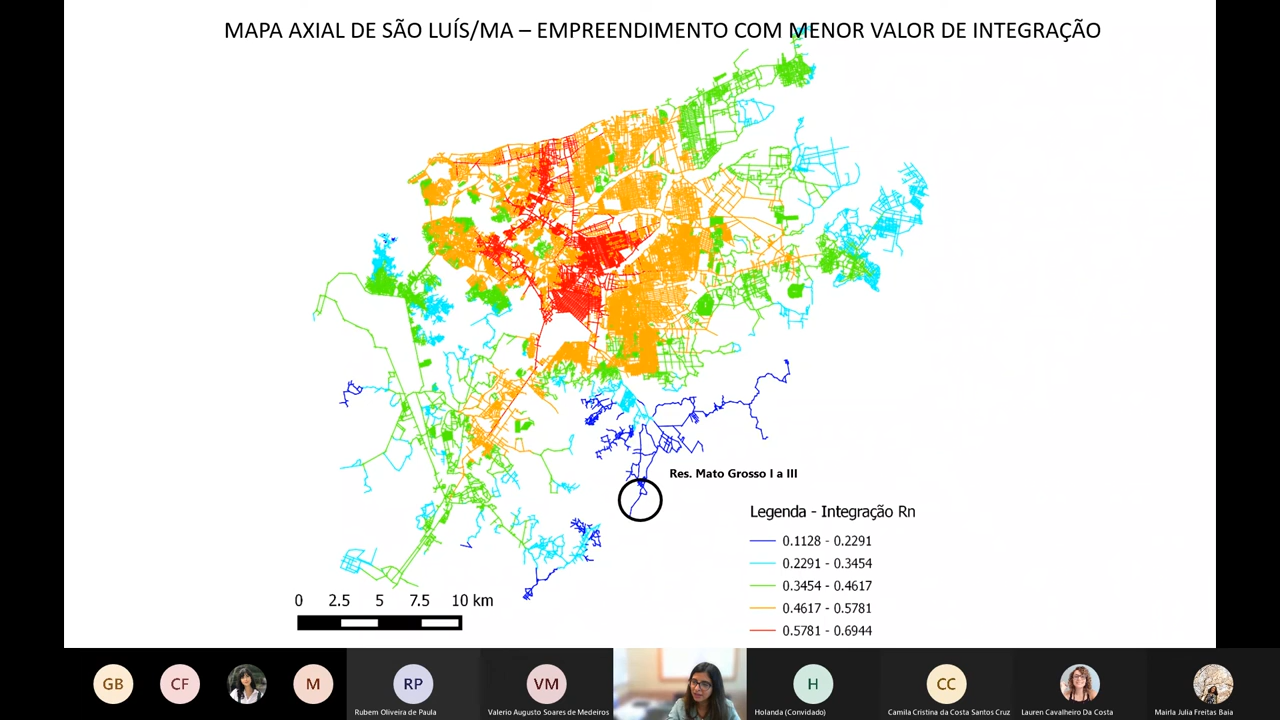 MAPA AXIAL DE SÃO LUÍS/MA – EMPREENDIMENTO COM MENOR VALOR DE INTEGRAÇÃO
Res. Mato Grosso I a III
Legenda - Integração Rn
0.1128 - 0.2291
0.2291 - 0.3454
0.3454 - 0.4617
0.4617 - 0.5781
0.5781 - 0.6944
0 2.5 5 7.5 10 km
GB CF M RP VM H CC
Rubem Oliveira de Paula Valerio Augusto Soares de Medeiros Holanda (Convidado) Camila Cristina da Costa Santos Cruz Lauren Cavalheiro Da Costa Mairla Julia Freitas Baia